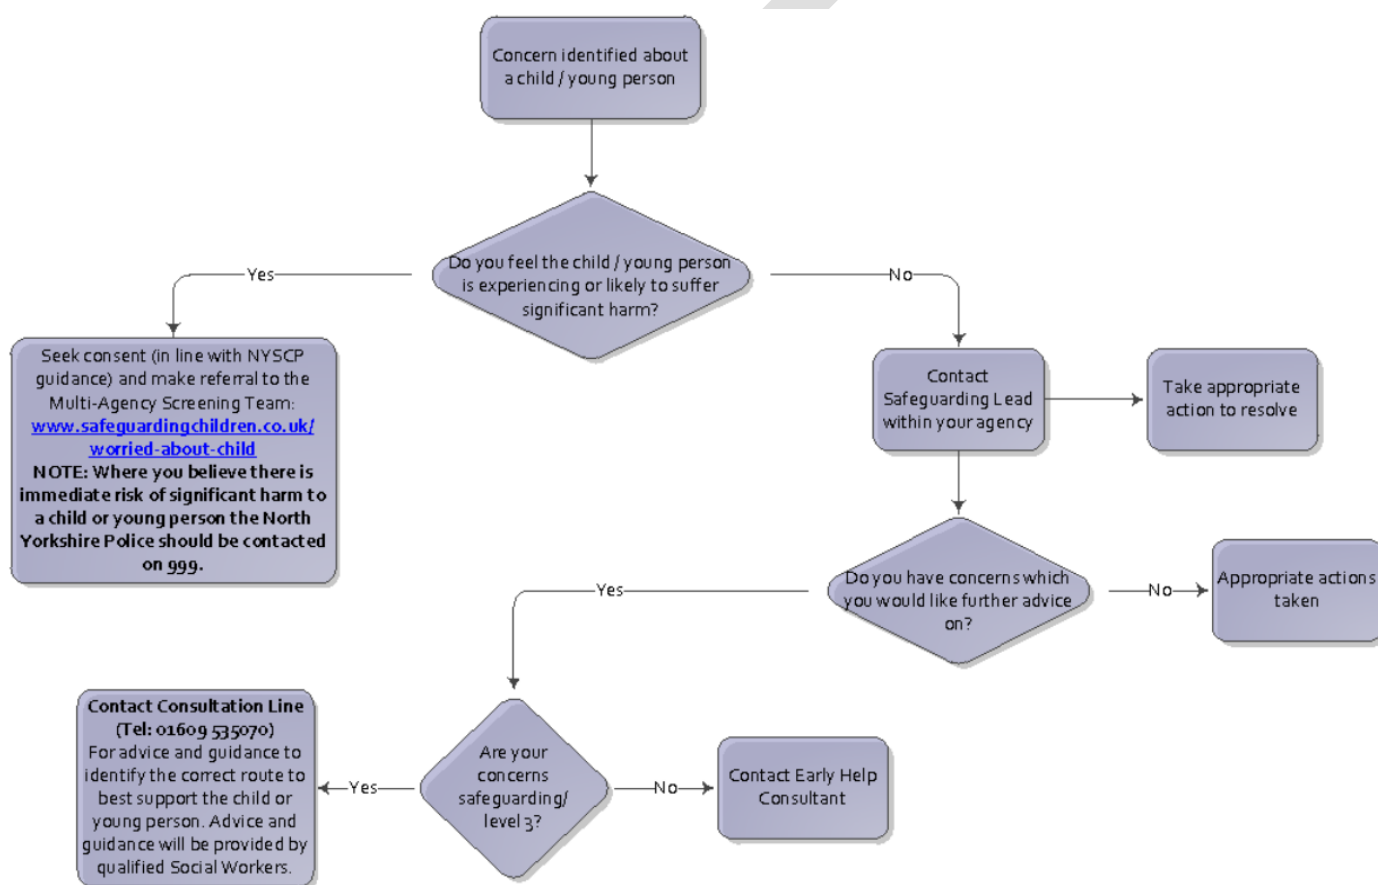 Concern identified about
a child / young person
Do you feel the child / young person
is experiencing or likely to suffer
significant harm?
Yes
No
Seek consent (in line with NYSCP
guidance) and make referral to the
Multi-Agency Screening Team:
www.safeguardingchildren.co.uk/
worried-about-child
NOTE: Where you believe there is
immediate risk of significant harm to
a child or young person the North
Yorkshire Police should be contacted
on 999.
Contact
Safeguarding Lead
within your agency
Take appropriate
action to resolve
Do you have concerns which
you would like further advice
on?
Yes
No
Appropriate actions
taken
Are your
concerns
safeguarding/
level 3?
Yes
No
Contact Consultation Line
(Tel: 01609 535070)
For advice and guidance to
identify the correct route to
best support the child or
young person. Advice and
guidance will be provided by
qualified Social Workers.
Contact Early Help
Consultant